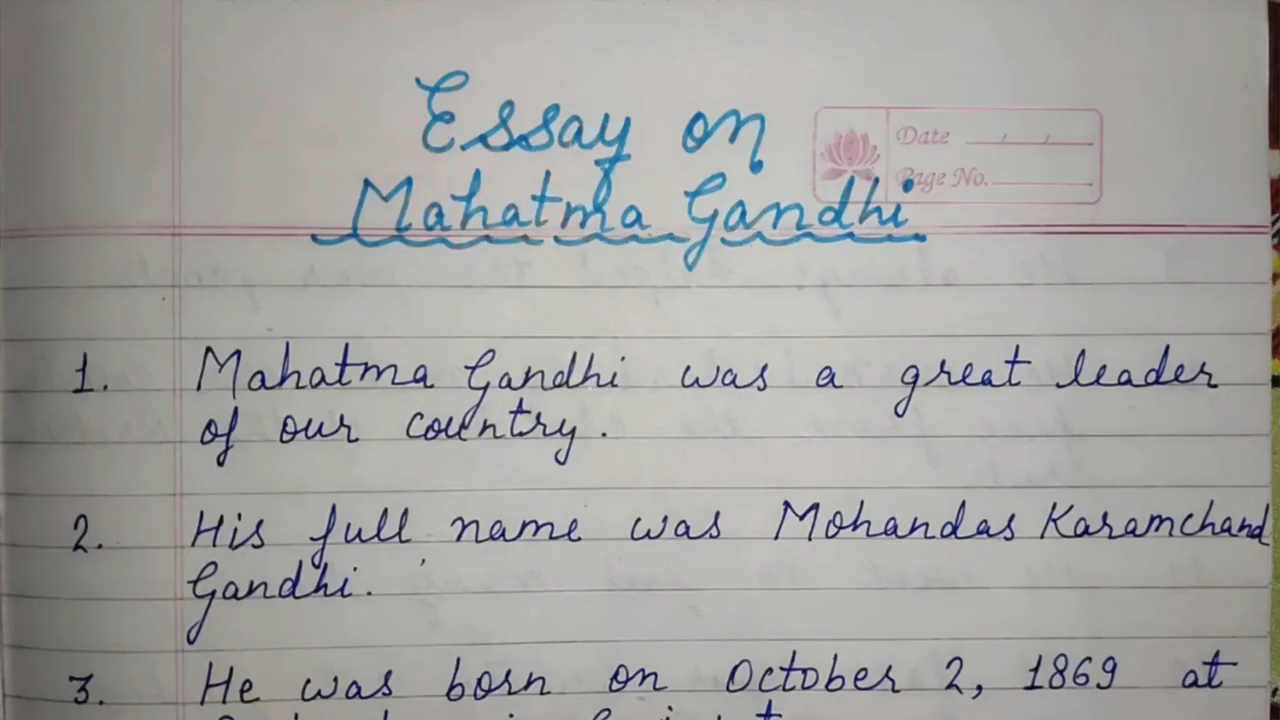 Essay on
Date / /
Page No.
Mahatma Gandhi
1. Mahatma Gandhi was a great leader
of our country.
2. His full name was Mohandas Karamchand
Gandhi.
3. He was born on October 2, 1869 at